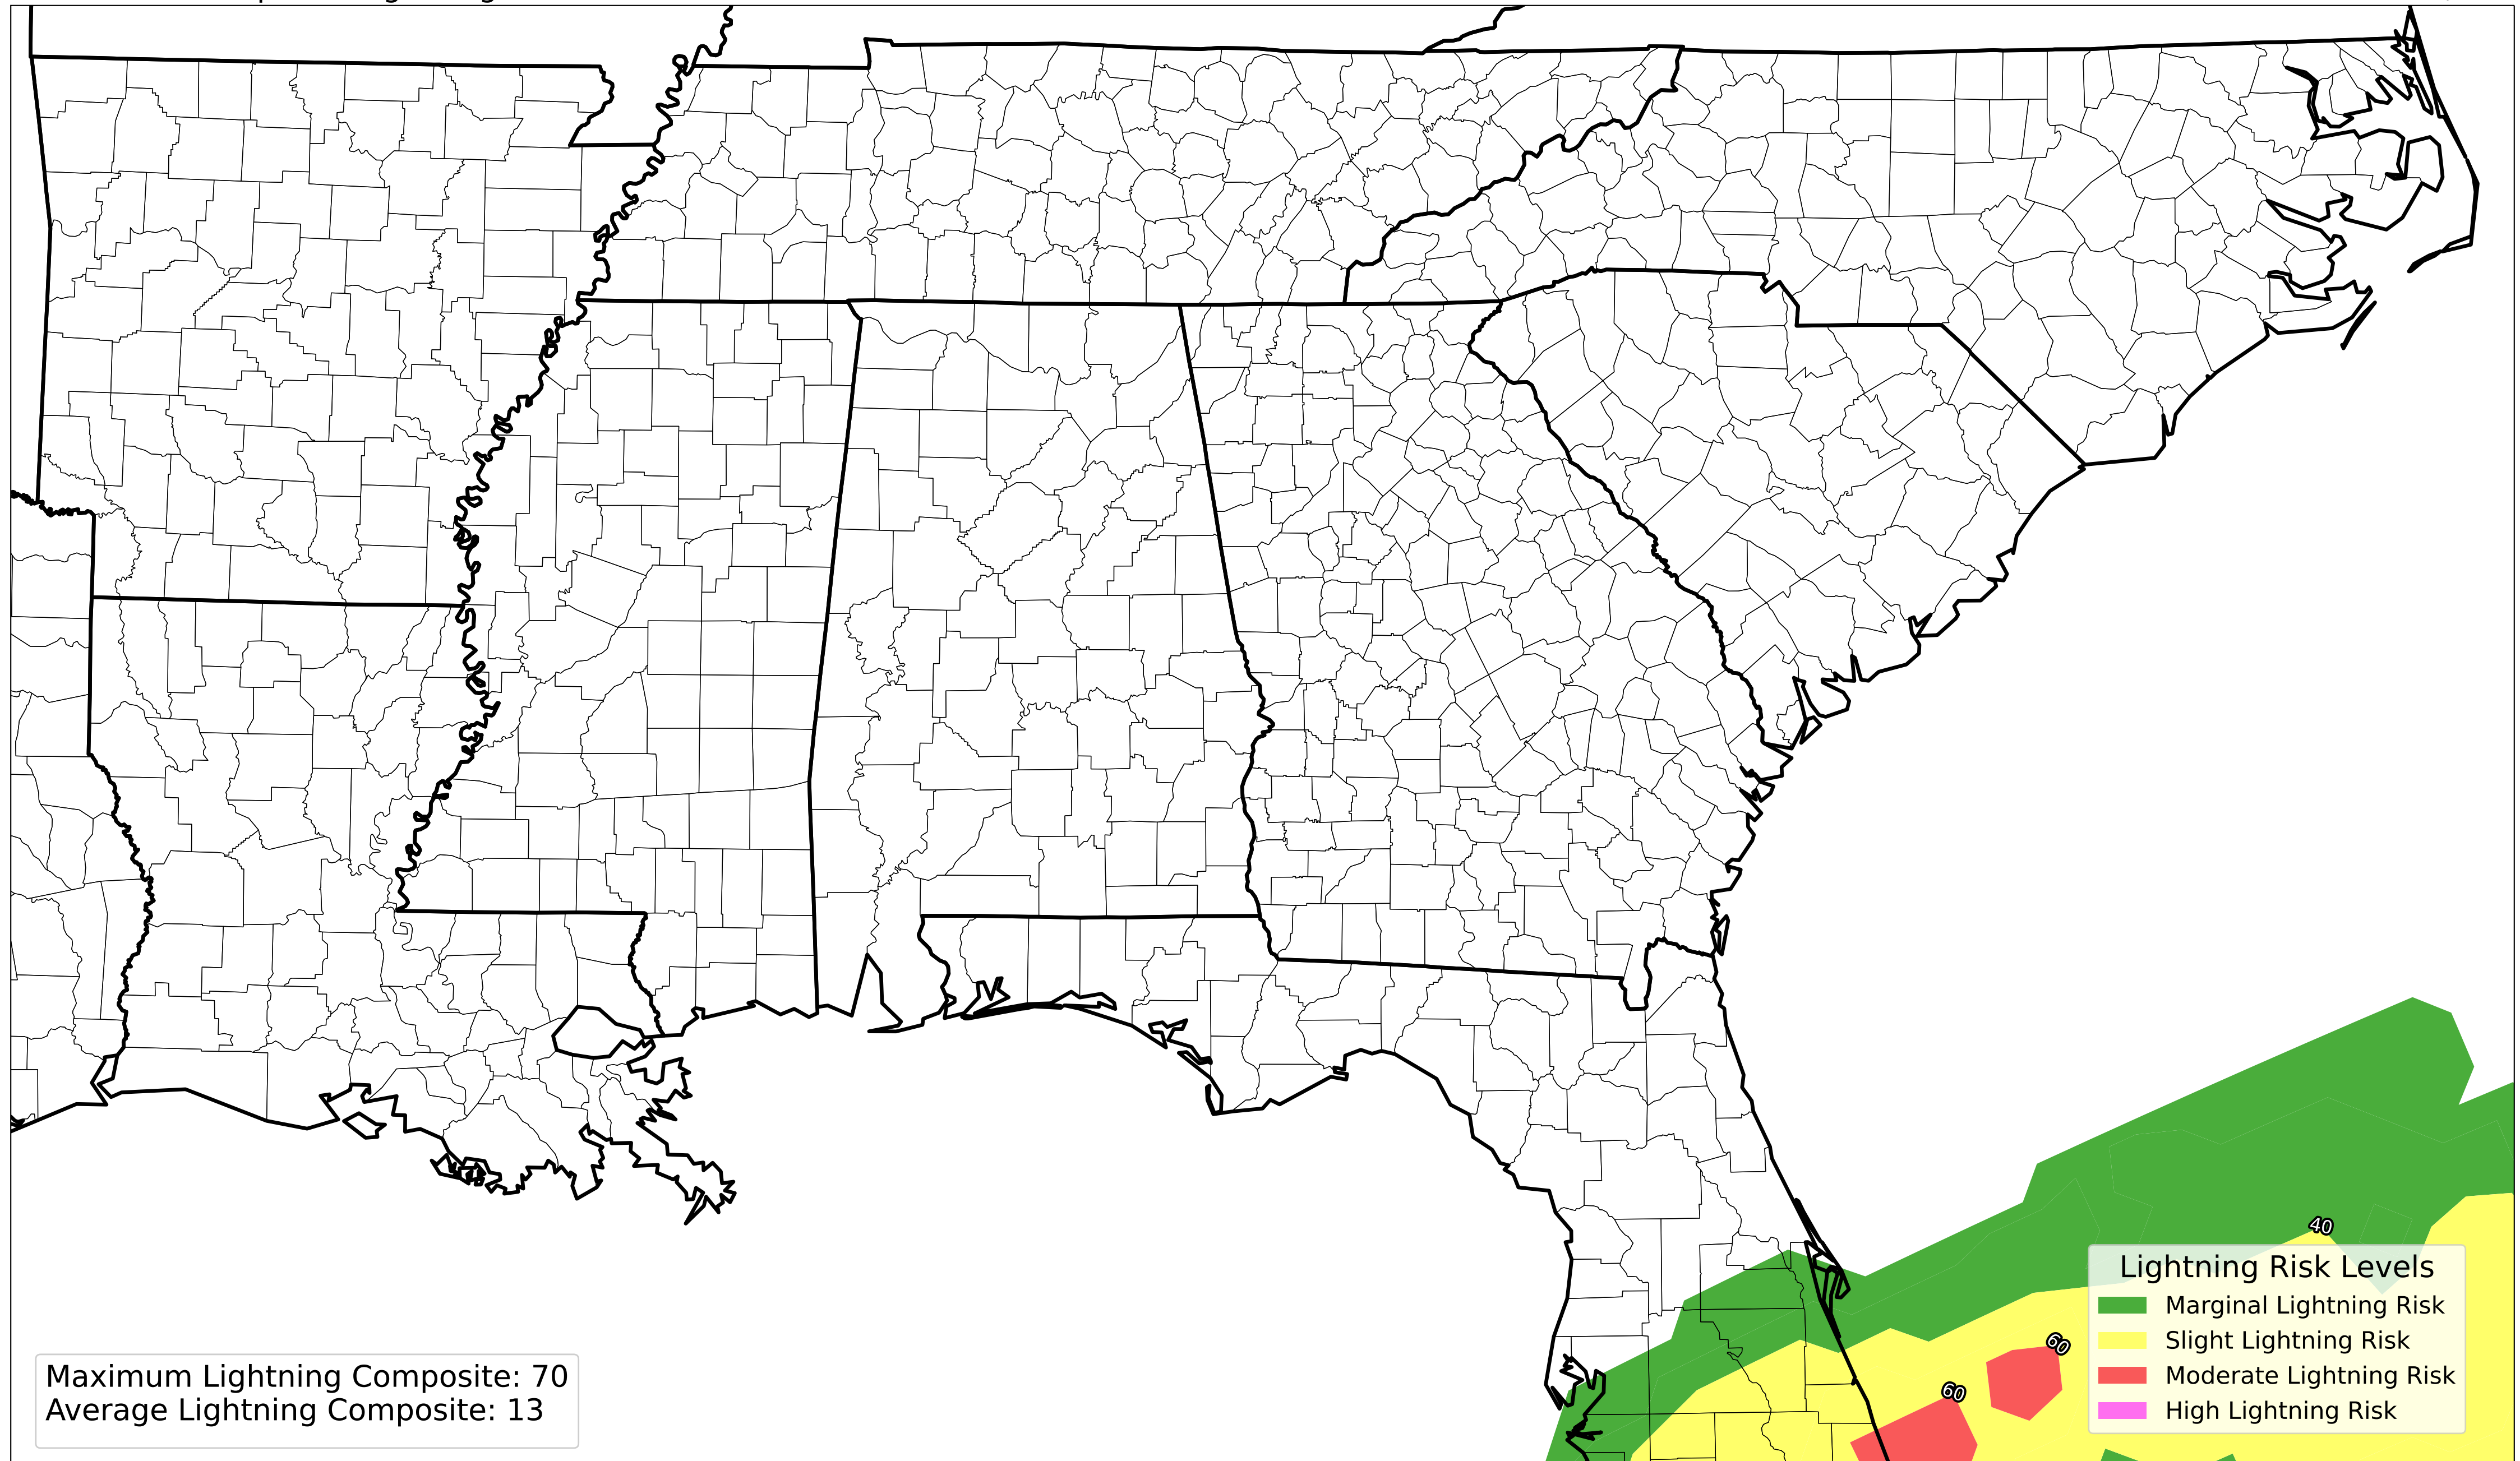 40
60
60
Lightning Risk Levels
Marginal Lightning Risk
Slight Lightning Risk
Moderate Lightning Risk
High Lightning Risk
Maximum Lightning Composite: 70
Average Lightning Composite: 13